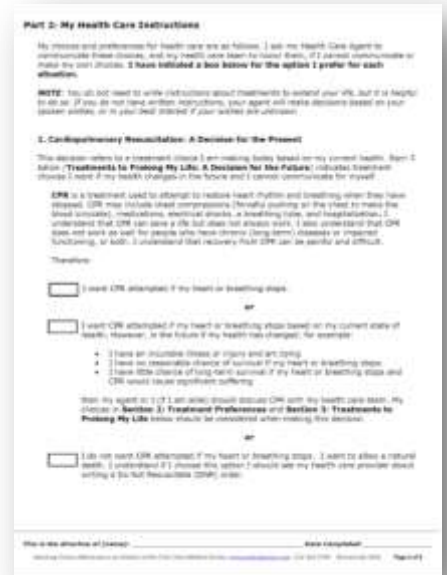 Part 2: My Health Care Instructions
My choices and preferences for health care are as follows. I ask my Health Care Agent to
communicate these choices, and my health care team to honor them, if I cannot communicate or
make my own choices. I have initialed a box below for the option I prefer for each
situation.
NOTE: You do not need to write instructions about treatments to extend your life, but it is helpful
to do so. If you do not have written instructions, your agent will make decisions based on your
spoken wishes, or in your best interest if your wishes are unknown.
1. Cardiopulmonary Resuscitation: A Decision for the Present
This decision refers to a treatment choice I am making today based on my current health. Item 3
below (Treatments to Prolong My Life: A Decision for the Future) indicates treatment
choices I want if my health changes in the future and I cannot communicate for myself.
CPR is a treatment used to attempt to restore heart rhythm and breathing when they have
stopped. CPR may include chest compressions (forceful pushing on the chest to make the
blood circulate), medications, electrical shocks, a breathing tube, and hospitalization. I
understand that CPR can save a life but does not always work. I also understand that CPR
does not work as well for people who have chronic (long-term) diseases or impaired
functioning, or both. I understand that recovery from CPR can be painful and difficult.
Therefore:
I want CPR attempted if my heart or breathing stops.
or
I want CPR attempted if my heart or breathing stops based on my current state of
health. However, in the future if my health has changed, for example:
• I have an incurable illness or injury and am dying
• I have no reasonable chance of survival if my heart or breathing stops
• I have little chance of long-term survival if my heart or breathing stops and
CPR would cause significant suffering
then my agent or I (if I am able) should discuss CPR with my health care team. My
choices in Section 2: Treatment Preferences and Section 3: Treatments to
Prolong My Life below should be considered when making this decision.
or
I do not want CPR attempted if my heart or breathing stops. I want to allow a natural
death. I understand if I choose this option I should see my health care provider about
writing a Do Not Resuscitate (DNR) order.
This is the directive of (name): Date Completed: